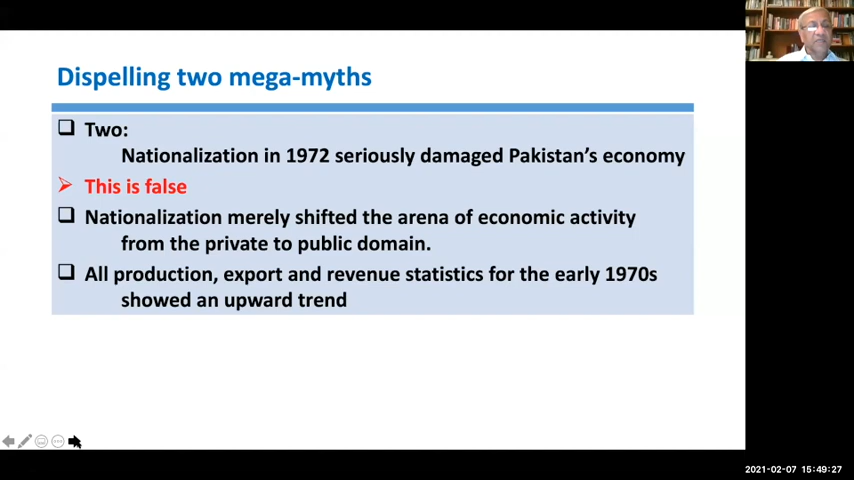 Dispelling two mega-myths
Two:
Nationalization in 1972 seriously damaged Pakistan's economy
This is false
Nationalization merely shifted the arena of economic activity
from the private to public domain.
All production, export and revenue statistics for the early 1970s
showed an upward trend
2021-02-07 15:49:27